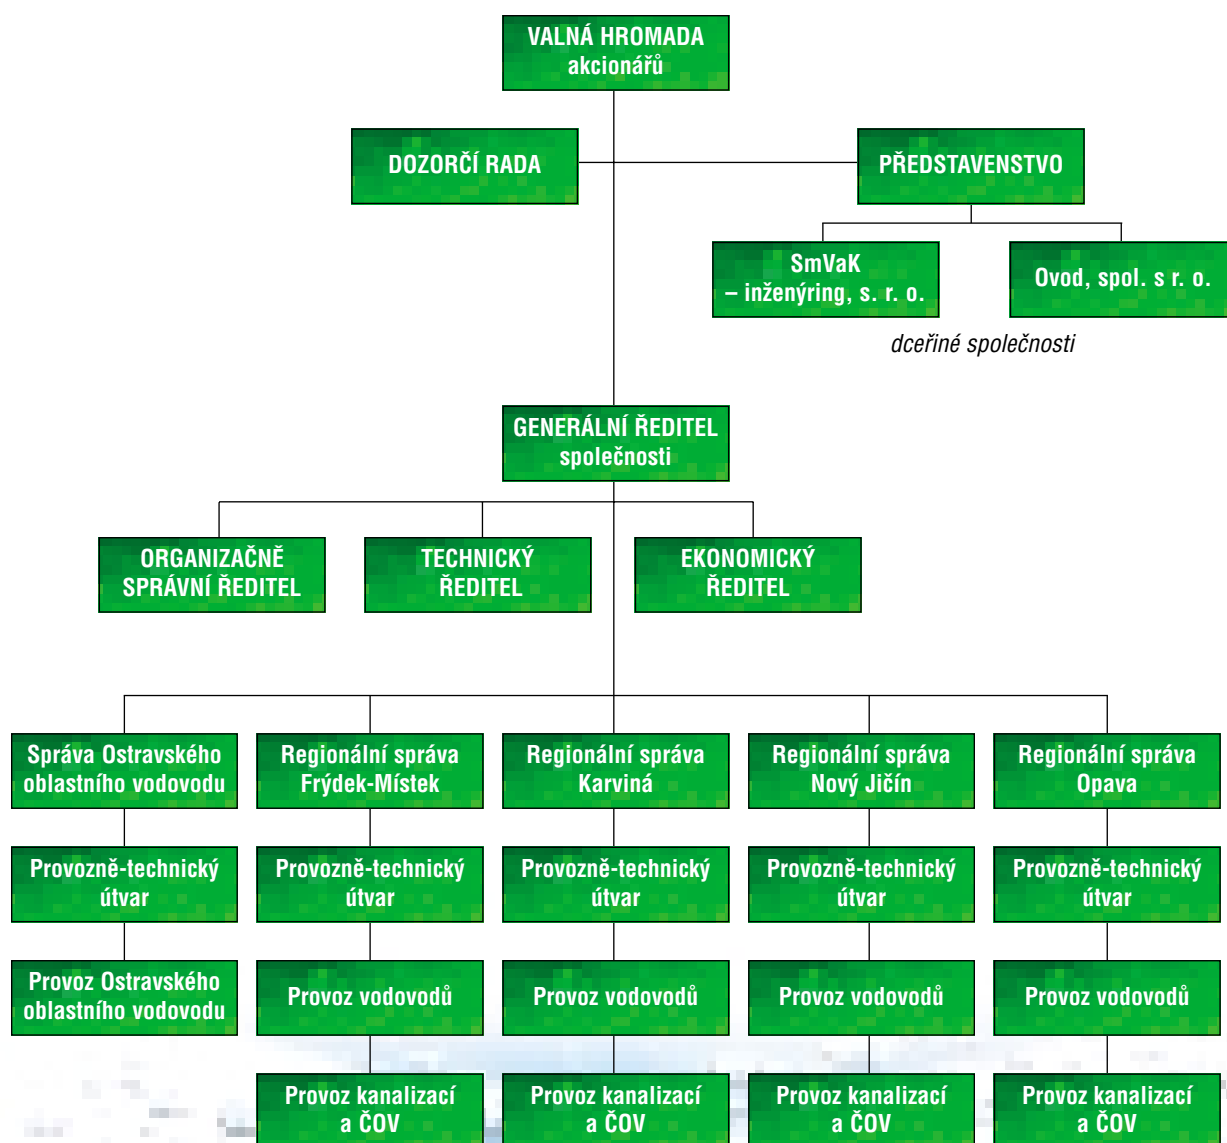 VALNÁ HROMADA
akcionářů
DOZORČÍ RADA
PŘEDSTAVENSTVO
SmVaK
– inženýring, s. r. o.
Ovod, spol. s r. o.
dceřiné společnosti
GENERÁLNÍ ŘEDITEL
společnosti
ORGANIZAČNĚ
SPRÁVNÍ ŘEDITEL
TECHNICKÝ
ŘEDITEL
EKONOMICKÝ
ŘEDITEL
Správa Ostravského
oblastního vodovodu
Regionální správa
Frýdek-Místek
Regionální správa
Karviná
Regionální správa
Nový Jičín
Regionální správa
Opava
Provozně-technický
útvar
Provozně-technický
útvar
Provozně-technický
útvar
Provozně-technický
útvar
Provozně-technický
útvar
Provoz Ostravského
oblastního vodovodu
Provoz vodovodů
Provoz vodovodů
Provoz vodovodů
Provoz vodovodů
Provoz kanalizací
a ČOV
Provoz kanalizací
a ČOV
Provoz kanalizací
a ČOV
Provoz kanalizací
a ČOV